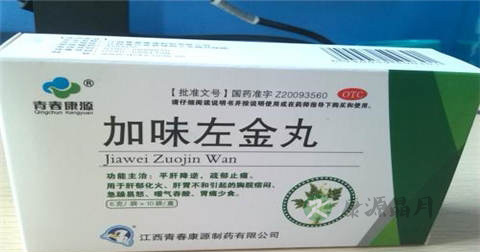 青春康源®
Qingchun Kangyuan
【批准文号】国药准字Z20093560
OTC
请仔细阅读说明书并按说明使用或在药师指导下购买和使用。
加味左金丸
Jiawei Zuojin Wan
功能主治：平肝降逆，疏郁止痛。
用于肝郁化火、肝胃不和引起的胸脘痞闷、
急躁易怒、嗳气吞酸、胃痛少食。
6克/袋×10袋/盒
江西青春康源制药有限公司
康源晶月